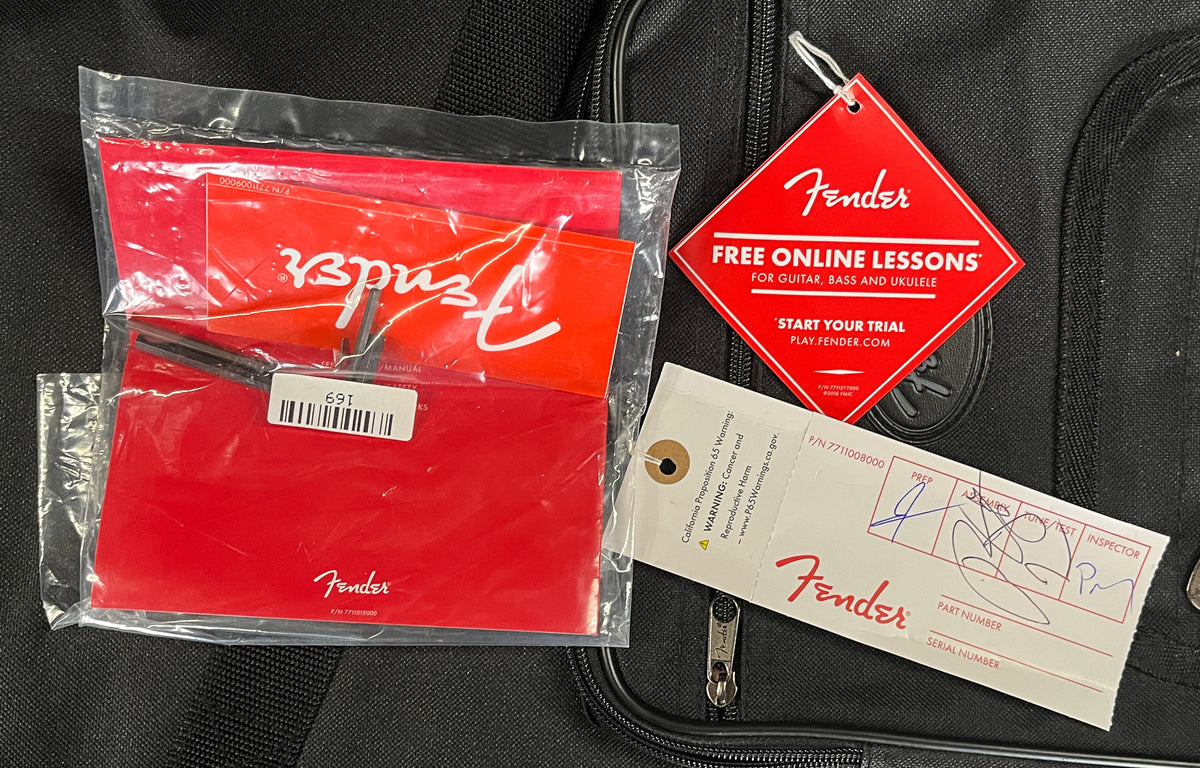 P/N 7711009000
Fender®
/MANUAL
169
Fender®
P/N 7711015000
Fender®
FREE ONLINE LESSONS*
FOR GUITAR, BASS AND UKULELE
*START YOUR TRIAL
PLAY.FENDER.COM
P/N 7711577000
©2018 FMIC
California Proposition 65 Warning:
⚠ WARNING: Cancer and
Reproductive Harm
– www.P65Warnings.ca.gov.
P/N 7711008000
PREP
ASSEMBLY
TUNE/TEST
INSPECTOR
Fender®
PART NUMBER
SERIAL NUMBER
Fender